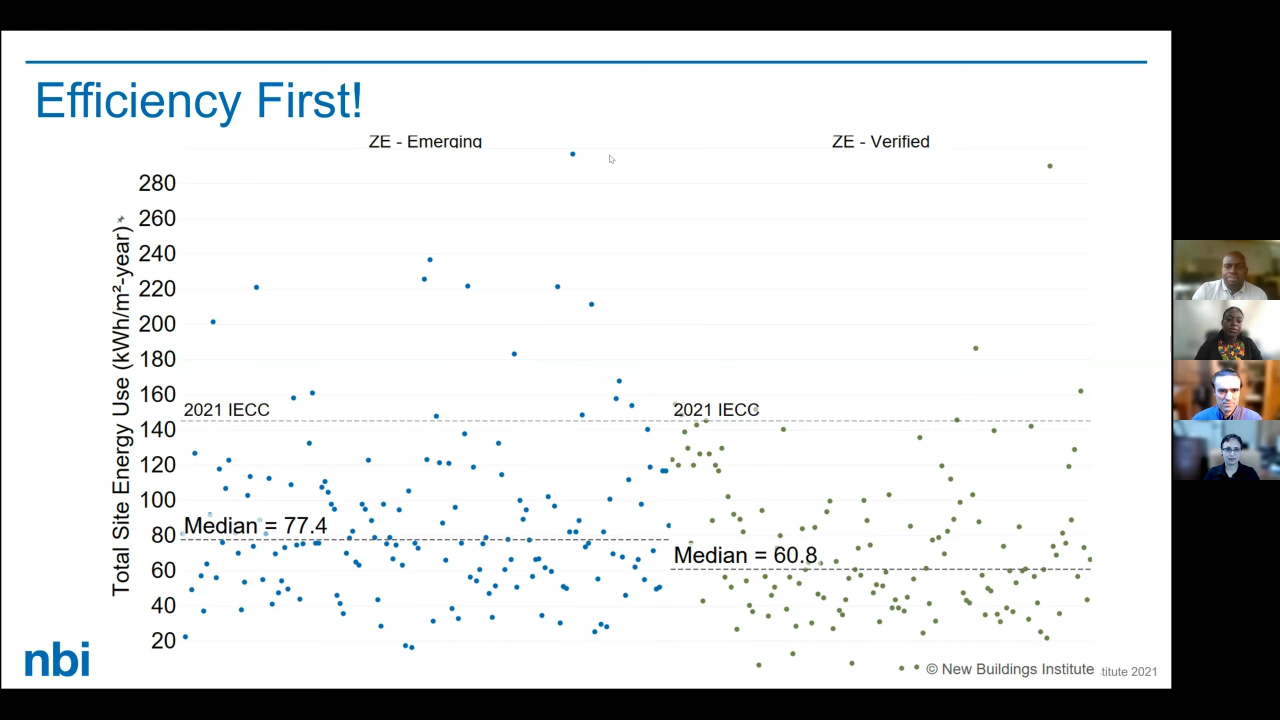 Efficiency First!
ZE - Emerging
ZE - Verified
Total Site Energy Use (kWh/m²-year)
280
260
240
220
200
180
160
140
120
100
80
60
40
20
2021 IECC
2021 IECC
Median = 77.4
Median = 60.8
nbi
© New Buildings Institute
titute 2021